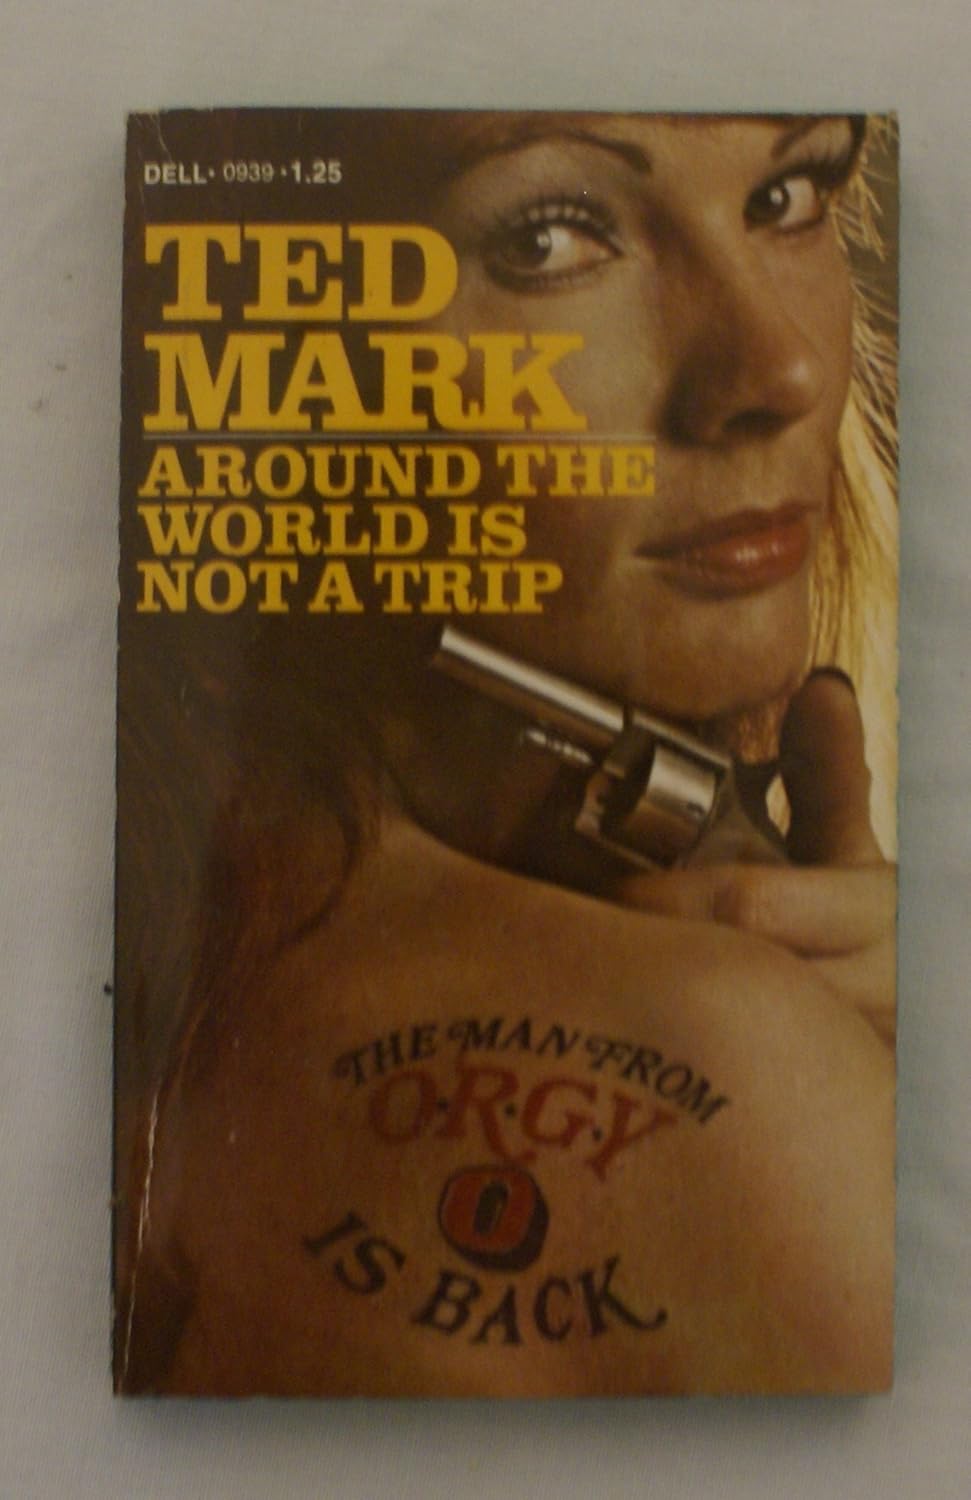 DELL • 0939 • 1.25
TED
MARK
AROUND THE
WORLD IS
NOT A TRIP
THE MAN FROM
O.R.G.Y
O
IS BACK